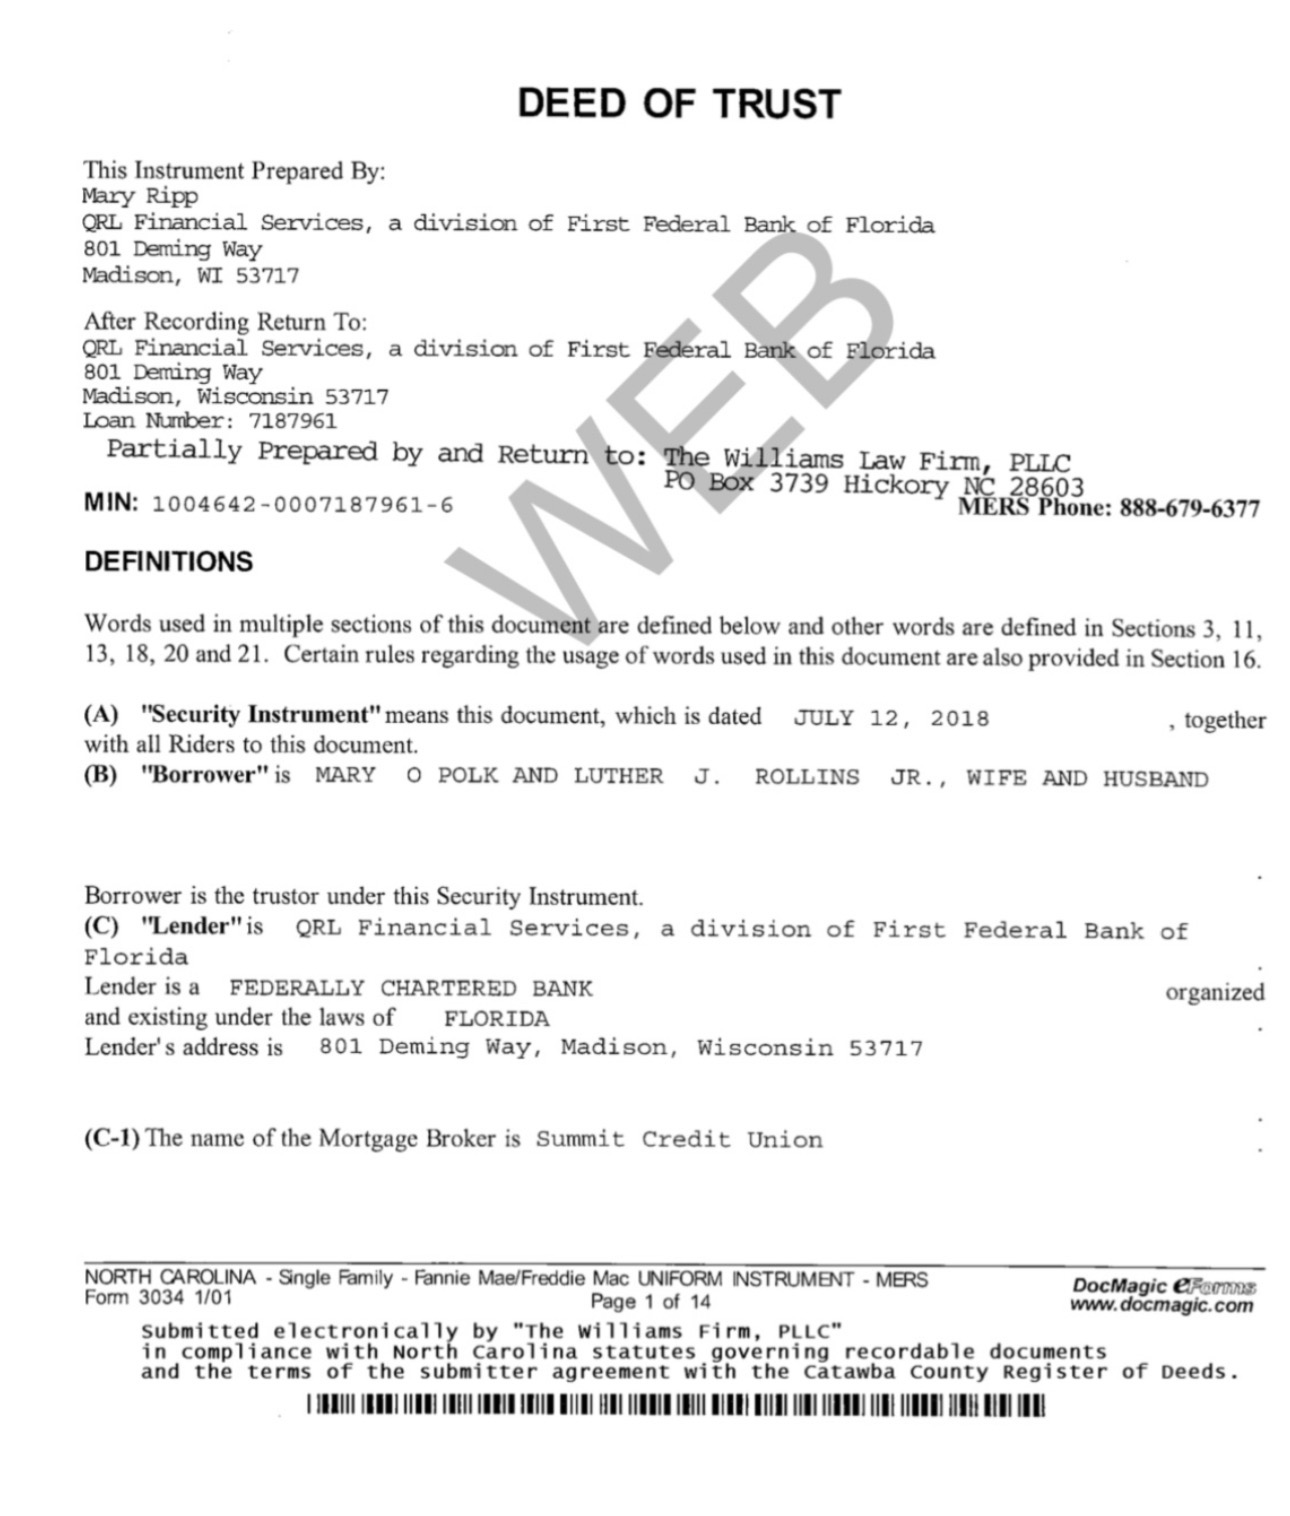 DEED OF TRUST
This Instrument Prepared By:
Mary Ripp
QRL Financial Services, a division of First Federal Bank of Florida
801 Deming Way
Madison, WI 53717
After Recording Return To:
QRL Financial Services, a division of First Federal Bank of Florida
801 Deming Way
Madison, Wisconsin 53717
Loan Number: 7187961
Partially Prepared by and Return to: The Williams Law Firm, PLLC
PO Box 3739 Hickory NC 28603
MIN: 1004642-0007187961-6 MERS Phone: 888-679-6377
WEB
DEFINITIONS
Words used in multiple sections of this document are defined below and other words are defined in Sections 3, 11,
13, 18, 20 and 21. Certain rules regarding the usage of words used in this document are also provided in Section 16.
(A) "Security Instrument" means this document, which is dated JULY 12, 2018 , together
with all Riders to this document.
(B) "Borrower" is MARY O POLK AND LUTHER J. ROLLINS JR., WIFE AND HUSBAND
.
Borrower is the trustor under this Security Instrument.
(C) "Lender" is QRL Financial Services, a division of First Federal Bank of
Florida .
Lender is a FEDERALLY CHARTERED BANK organized
and existing under the laws of FLORIDA .
Lender's address is 801 Deming Way, Madison, Wisconsin 53717
.
(C-1) The name of the Mortgage Broker is Summit Credit Union .
NORTH CAROLINA - Single Family - Fannie Mae/Freddie Mac UNIFORM INSTRUMENT - MERS
Form 3034 1/01 Page 1 of 14
DocMagic eForms
www.docmagic.com
Submitted electronically by "The Williams Firm, PLLC"
in compliance with North Carolina statutes governing recordable documents
and the terms of the submitter agreement with the Catawba County Register of Deeds.